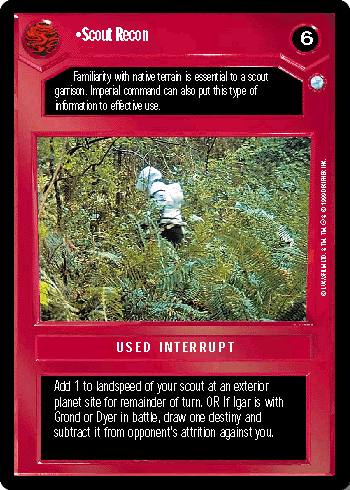 •Scout Recon
6
Familiarity with native terrain is essential to a scout
garrison. Imperial command can also put this type of
information to effective use.
USED INTERRUPT
Add 1 to landspeed of your scout at an exterior
planet site for remainder of turn. OR If Igar is with
Grond or Dyer in battle, draw one destiny and
subtract it from opponent's attrition against you.